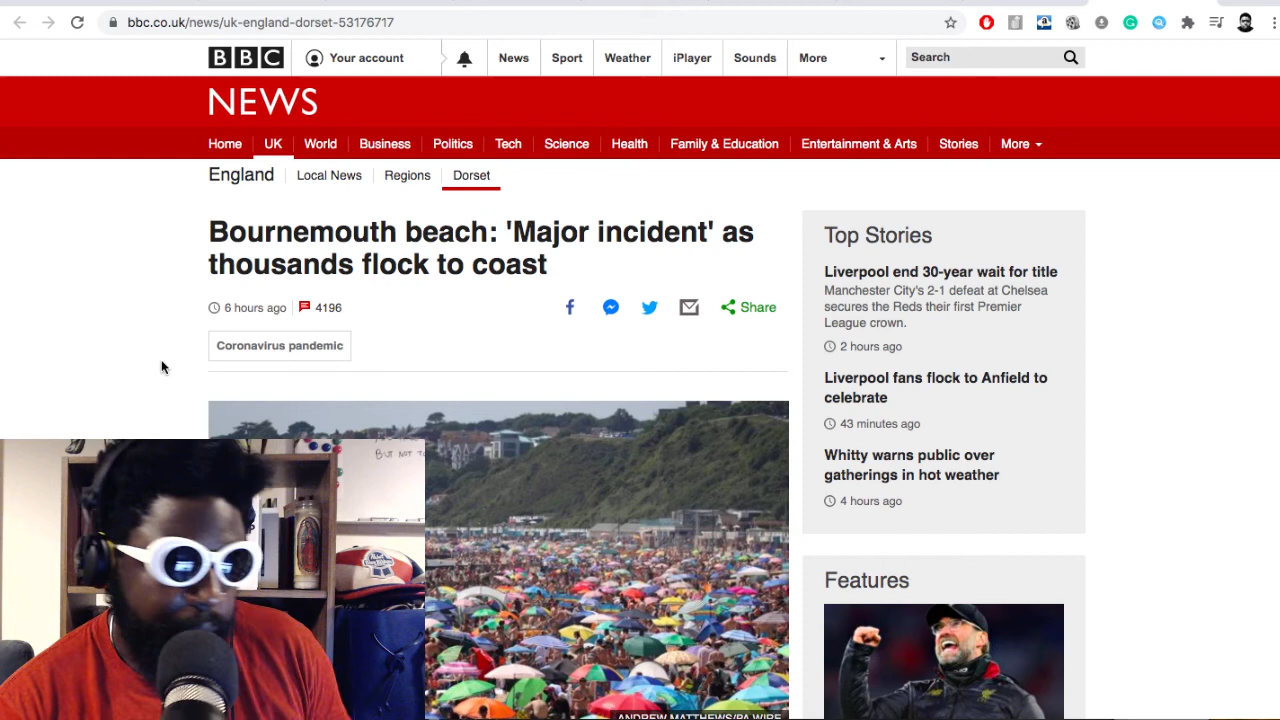 bbc.co.uk/news/uk-england-dorset-53176717
BBC Your account News Sport Weather iPlayer Sounds More Search
NEWS
Home UK World Business Politics Tech Science Health Family & Education Entertainment & Arts Stories More
England Local News Regions Dorset
Bournemouth beach: 'Major incident' as
thousands flock to coast
6 hours ago 4196 Share
Coronavirus pandemic
BUT NOT
ANDREW MATTHEWS/PA WIRE
Top Stories
Liverpool end 30-year wait for title
Manchester City's 2-1 defeat at Chelsea
secures the Reds their first Premier
League crown.
2 hours ago
Liverpool fans flock to Anfield to
celebrate
43 minutes ago
Whitty warns public over
gatherings in hot weather
4 hours ago
Features